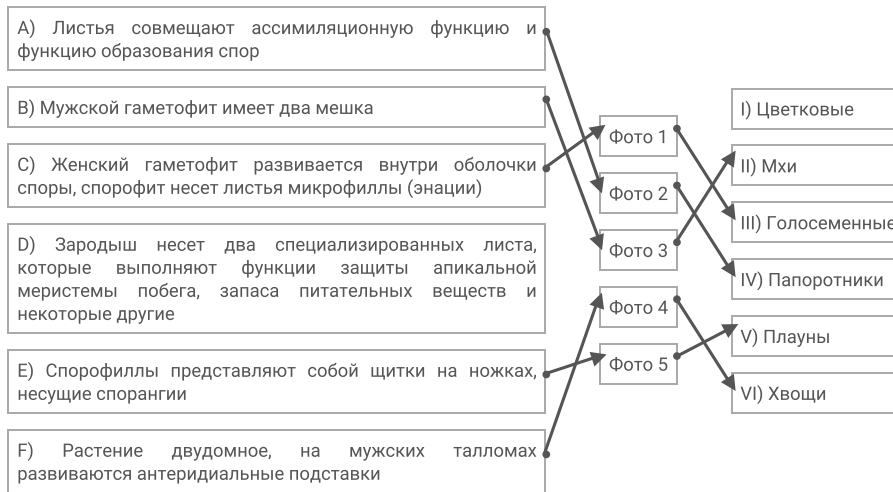 A) Листья совмещают ассимиляционную функцию и
функцию образования спор
B) Мужской гаметофит имеет два мешка
C) Женский гаметофит развивается внутри оболочки
споры, спорофит несет листья микрофиллы (энации)
D) Зародыш несет два специализированных листа,
которые выполняют функции защиты апикальной
меристемы побега, запаса питательных веществ и
некоторые другие
E) Спорофиллы представляют собой щитки на ножках,
несущие спорангии
F) Растение двудомное, на мужских талломах
развиваются антеридиальные подставки
Фото 1
Фото 2
Фото 3
Фото 4
Фото 5
I) Цветковые
II) Мхи
III) Голосеменные
IV) Папоротники
V) Плауны
VI) Хвощи